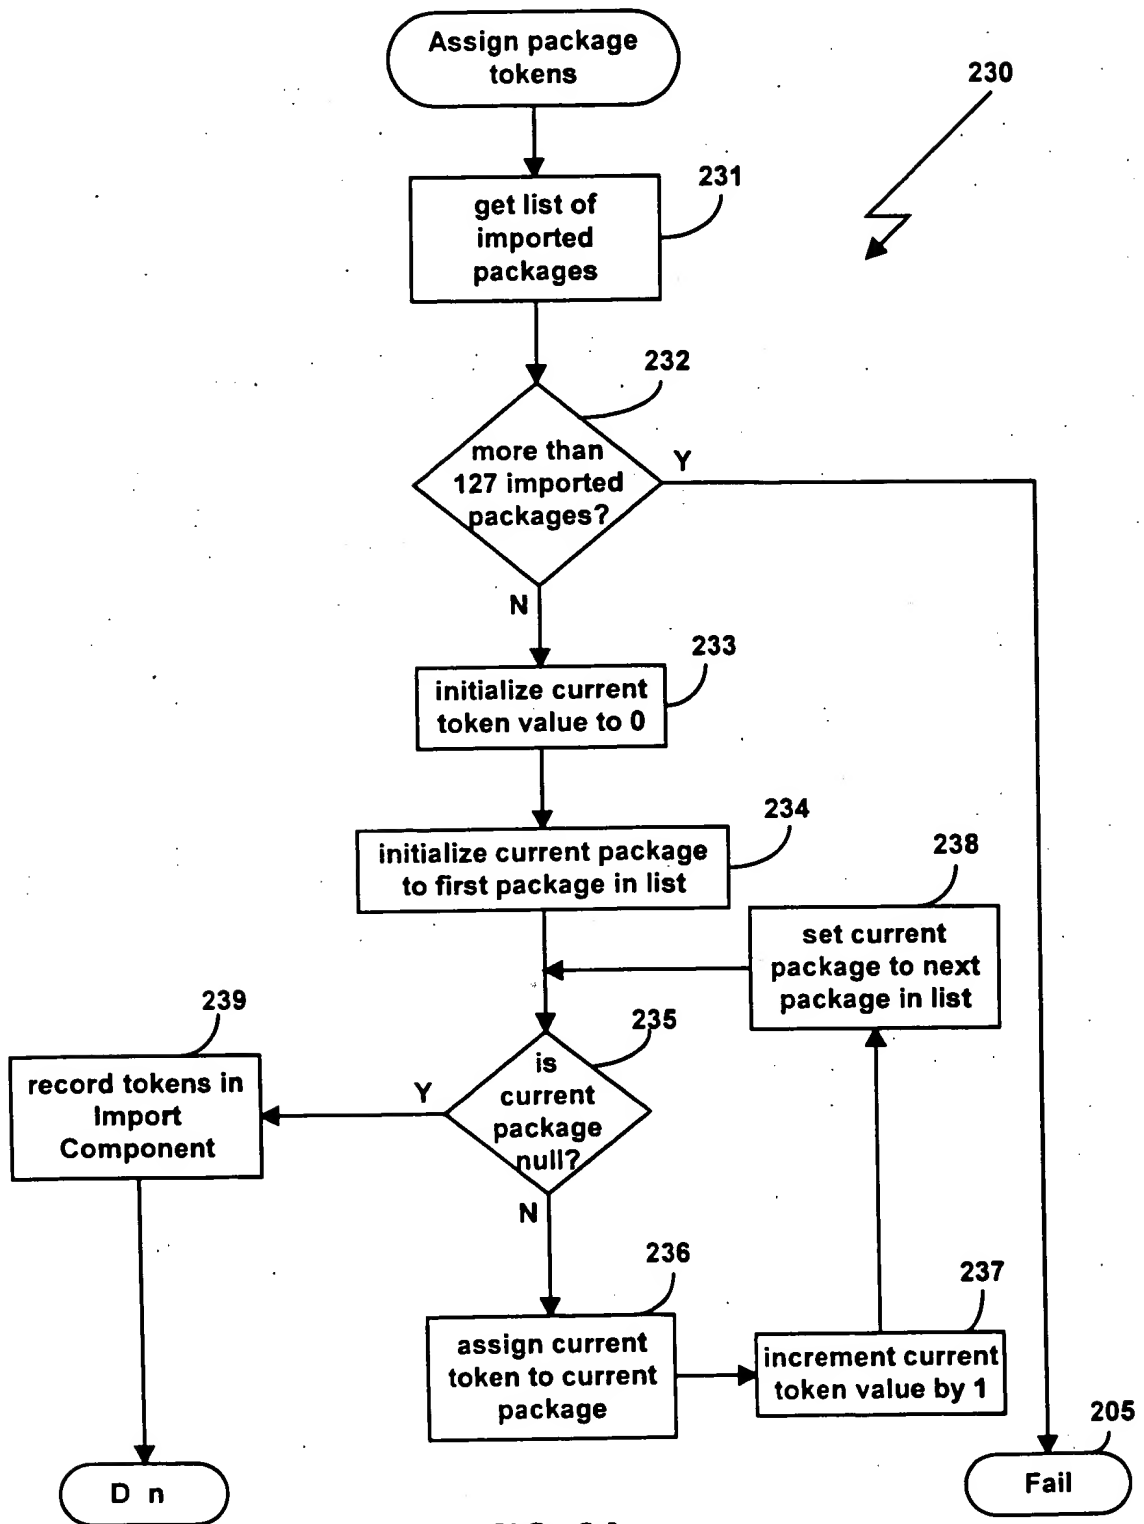 Assign package
tokens
230
231
get list of
imported
packages
232
more than
127 imported
packages?
Y
N
233
initialize current
token value to 0
234
initialize current package
to first package in list
238
set current
package to next
package in list
239
record tokens in
Import
Component
235
is
current
package
null?
Y
N
236
assign current
token to current
package
237
increment current
token value by 1
205
Fail
D n